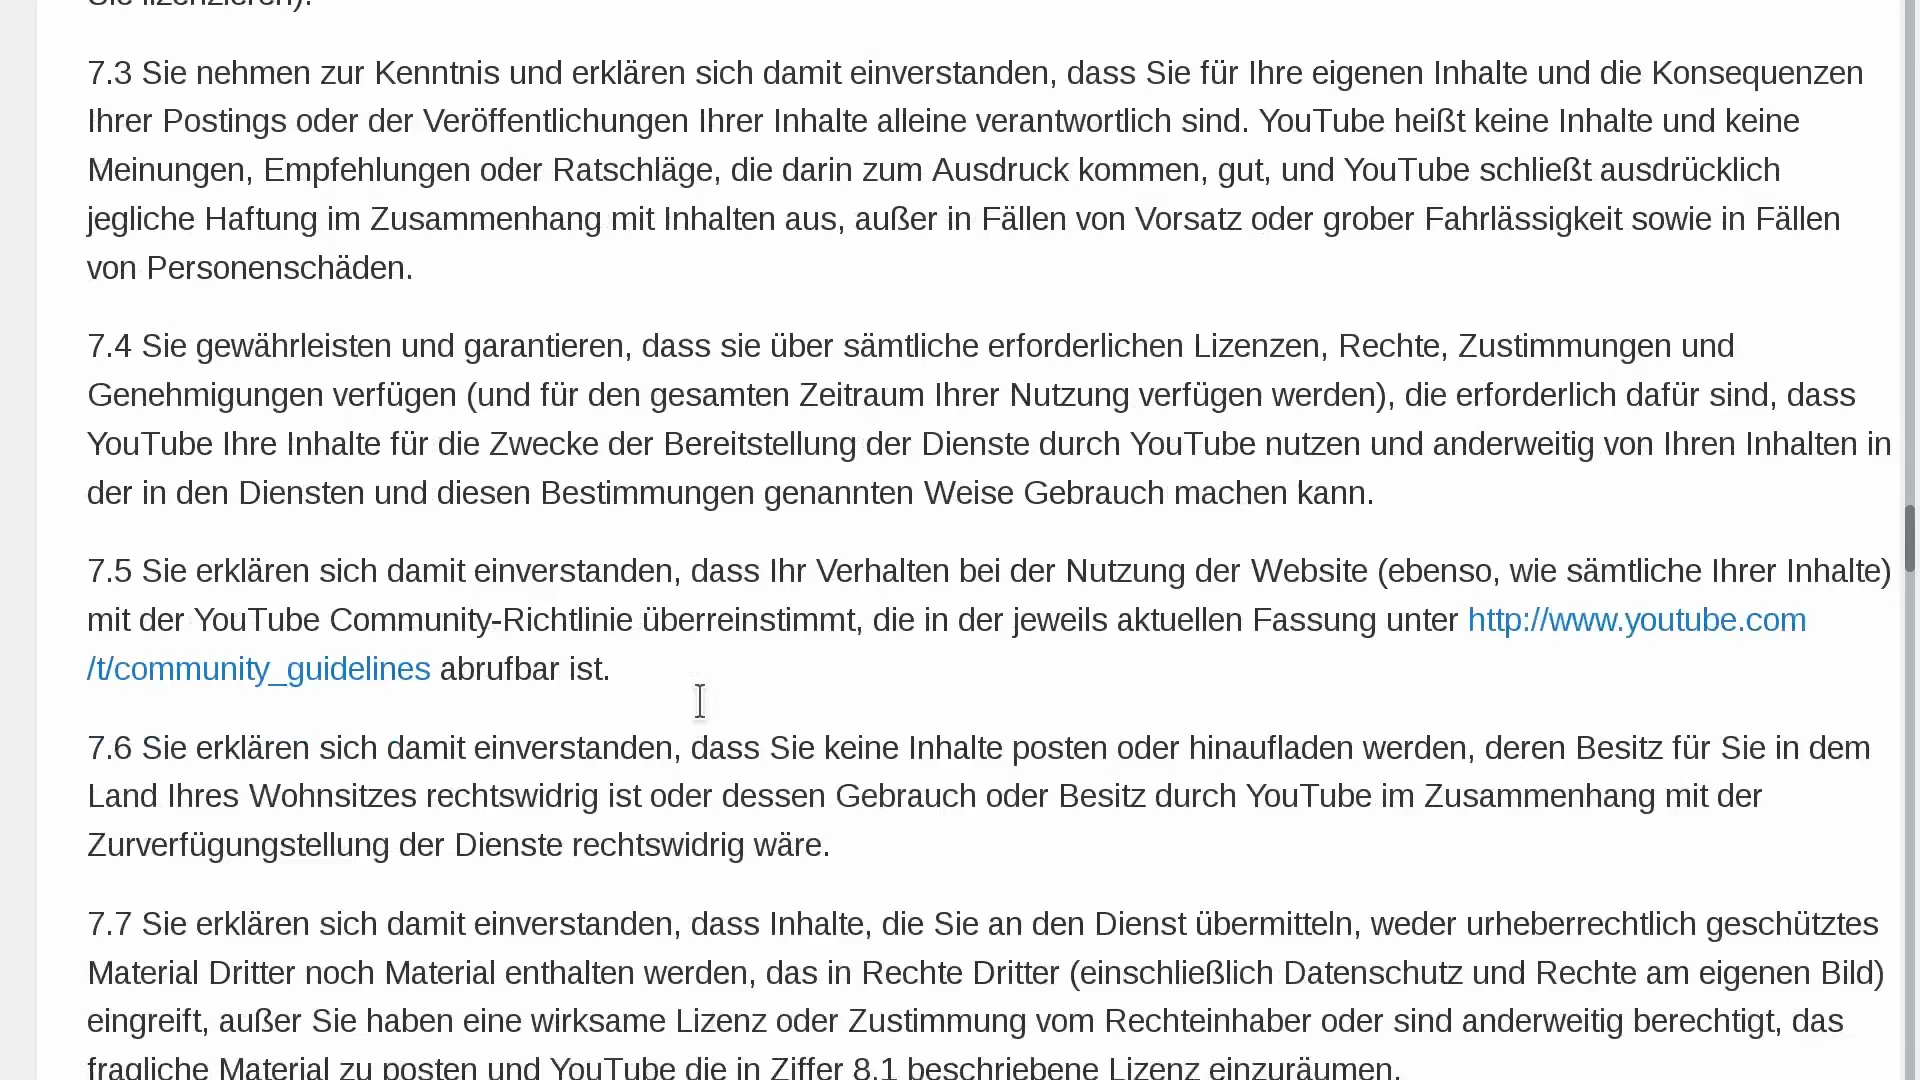 Sie lizenzieren).
7.3 Sie nehmen zur Kenntnis und erklären sich damit einverstanden, dass Sie für Ihre eigenen Inhalte und die Konsequenzen
Ihrer Postings oder der Veröffentlichungen Ihrer Inhalte alleine verantwortlich sind. YouTube heißt keine Inhalte und keine
Meinungen, Empfehlungen oder Ratschläge, die darin zum Ausdruck kommen, gut, und YouTube schließt ausdrücklich
jegliche Haftung im Zusammenhang mit Inhalten aus, außer in Fällen von Vorsatz oder grober Fahrlässigkeit sowie in Fällen
von Personenschäden.
7.4 Sie gewährleisten und garantieren, dass sie über sämtliche erforderlichen Lizenzen, Rechte, Zustimmungen und
Genehmigungen verfügen (und für den gesamten Zeitraum Ihrer Nutzung verfügen werden), die erforderlich dafür sind, dass
YouTube Ihre Inhalte für die Zwecke der Bereitstellung der Dienste durch YouTube nutzen und anderweitig von Ihren Inhalten in
der in den Diensten und diesen Bestimmungen genannten Weise Gebrauch machen kann.
7.5 Sie erklären sich damit einverstanden, dass Ihr Verhalten bei der Nutzung der Website (ebenso, wie sämtliche Ihrer Inhalte)
mit der YouTube Community-Richtlinie überreinstimmt, die in der jeweils aktuellen Fassung unter http://www.youtube.com
/t/community_guidelines abrufbar ist.
7.6 Sie erklären sich damit einverstanden, dass Sie keine Inhalte posten oder hinaufladen werden, deren Besitz für Sie in dem
Land Ihres Wohnsitzes rechtswidrig ist oder dessen Gebrauch oder Besitz durch YouTube im Zusammenhang mit der
Zurverfügungstellung der Dienste rechtswidrig wäre.
7.7 Sie erklären sich damit einverstanden, dass Inhalte, die Sie an den Dienst übermitteln, weder urheberrechtlich geschütztes
Material Dritter noch Material enthalten werden, das in Rechte Dritter (einschließlich Datenschutz und Rechte am eigenen Bild)
eingreift, außer Sie haben eine wirksame Lizenz oder Zustimmung vom Rechteinhaber oder sind anderweitig berechtigt, das
fragliche Material zu posten und YouTube die in Ziffer 8.1 beschriebene Lizenz einzuräumen.